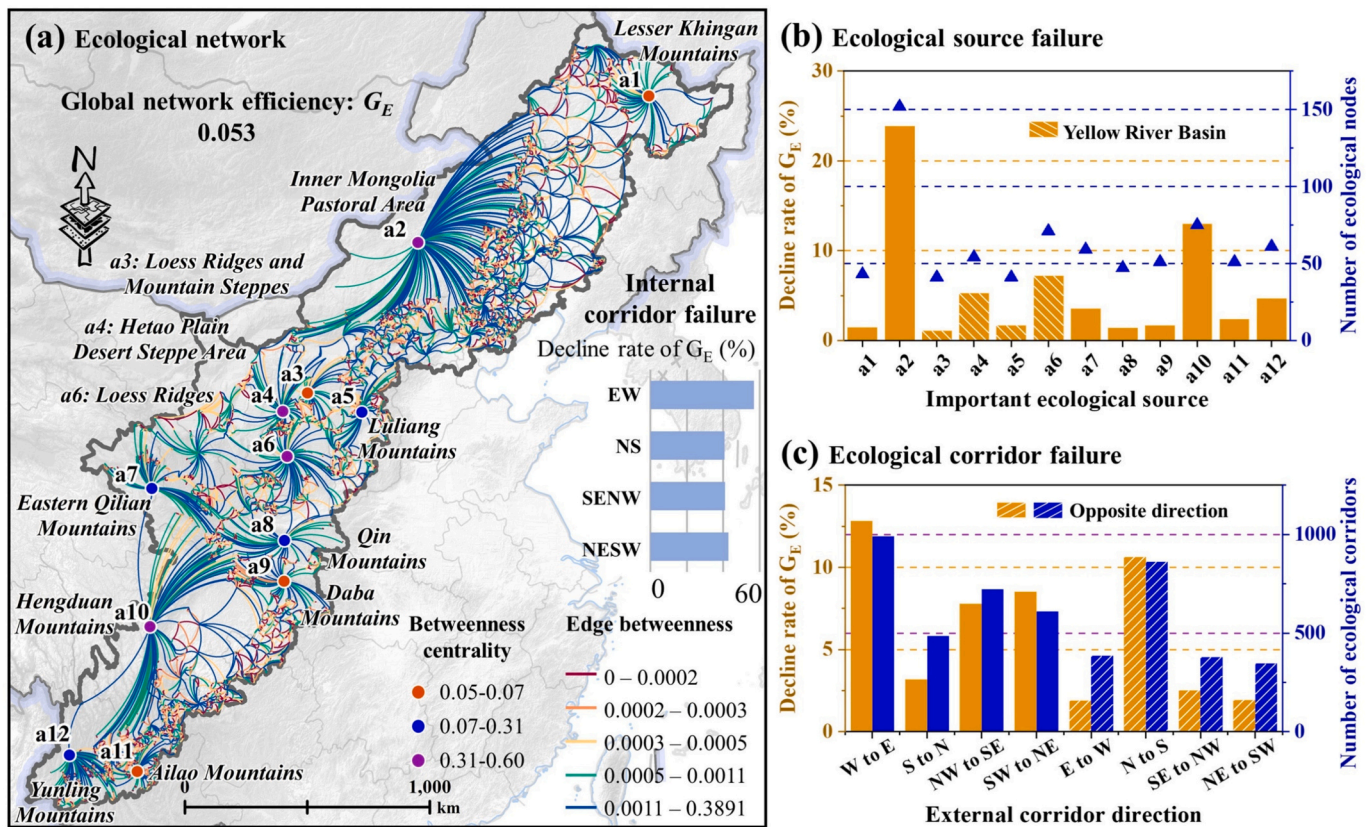 (a) Ecological network
Global network efficiency: G_E
0.053
N
Lesser Khingan
Mountains
a1
Inner Mongolia
Pastoral Area
a2
a3: Loess Ridges and
Mountain Steppes
a4: Hetao Plain
Desert Steppe Area
a3
a6: Loess Ridges
a4
a5
Luliang
Mountains
a6
a7
Eastern Qilian
Mountains
a8
Qin
Mountains
a9
Daba
Mountains
Hengduan
Mountains
a10
a12
a11
Ailao Mountains
Yunling
Mountains
0
1,000
km
Internal
corridor failure
Decline rate of G_E (%)
EW
NS
SENW
NESW
0
60
Betweenness
centrality
0.05-0.07
0.07-0.31
0.31-0.60
Edge betweenness
0 – 0.0002
0.0002 – 0.0003
0.0003 – 0.0005
0.0005 – 0.0011
0.0011 – 0.3891
(b) Ecological source failure
Decline rate of G_E (%)
30
20
10
0
Yellow River Basin
150
100
50
0
Number of ecological nodes
a1
a2
a3
a4
a5
a6
a7
a8
a9
a10
a11
a12
Important ecological source
(c) Ecological corridor failure
Decline rate of G_E (%)
15
10
5
0
Opposite direction
1000
500
0
Number of ecological corridors
W to E
S to N
NW to SE
SW to NE
E to W
N to S
SE to NW
NE to SW
External corridor direction